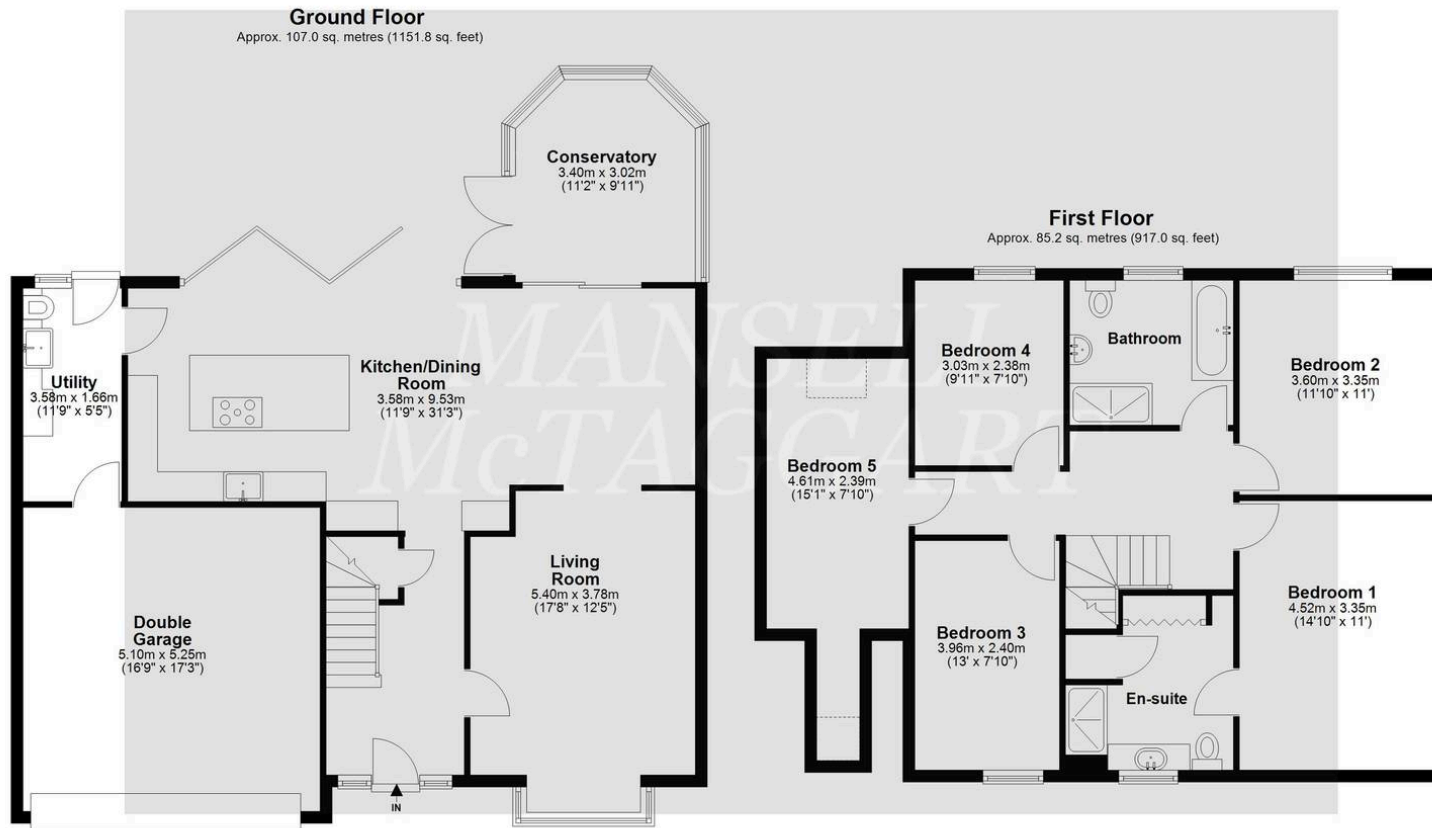 Ground Floor
Approx. 107.0 sq. metres (1151.8 sq. feet)
Conservatory
3.40m x 3.02m
(11'2" x 9'11")
Kitchen/Dining
Room
3.58m x 9.53m
(11'9" x 31'3")
Utility
3.58m x 1.66m
(11'9" x 5'5")
Living
Room
5.40m x 3.78m
(17'8" x 12'5")
Double
Garage
5.10m x 5.25m
(16'9" x 17'3")
IN
First Floor
Approx. 85.2 sq. metres (917.0 sq. feet)
Bedroom 4
3.03m x 2.38m
(9'11" x 7'10")
Bathroom
Bedroom 2
3.60m x 3.35m
(11'10" x 11')
Bedroom 5
4.61m x 2.39m
(15'1" x 7'10")
Bedroom 3
3.96m x 2.40m
(13' x 7'10")
En-suite
Bedroom 1
4.52m x 3.35m
(14'10" x 11')
MANSELL
McTAGGART